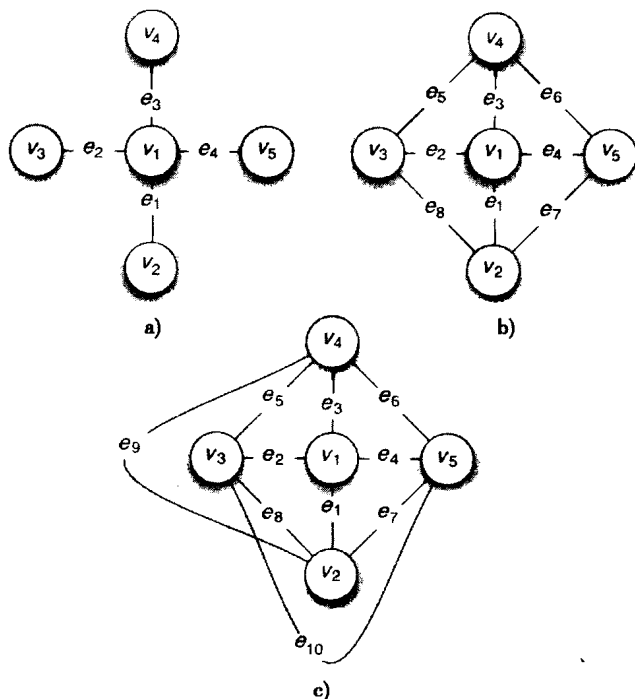 v4
e3
v3 e2 v1 e4 v5
e1
v2
a)
v4
e5 e3 e6
v3 e2 v1 e4 v5
e8 e1 e7
v2
b)
v4
e5 e3 e6
e9 v3 e2 v1 e4 v5
e8 e1 e7
v2
e10
c)